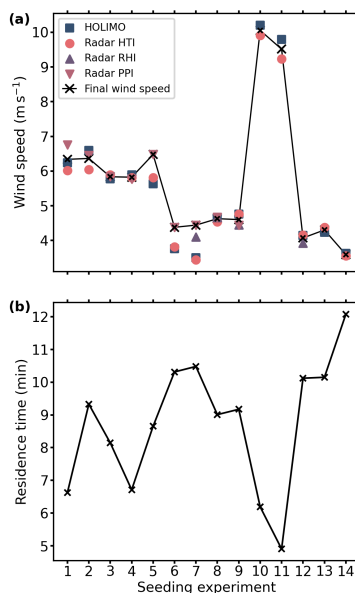 (a)
HOLIMO
Radar HTI
Radar RHI
Radar PPI
Final wind speed
Wind speed (m s⁻¹)
10
9
8
7
6
5
4
(b)
Residence time (min)
12
11
10
9
8
7
6
5
1 2 3 4 5 6 7 8 9 10 11 12 13 14
Seeding experiment